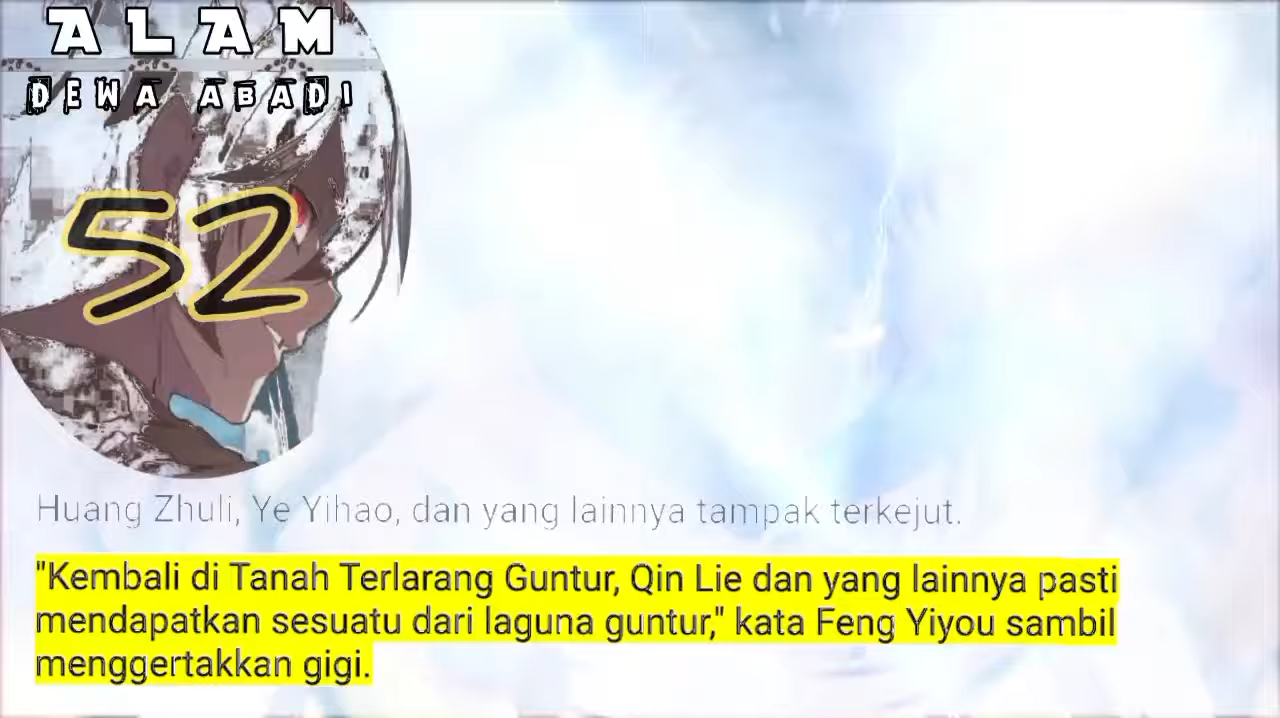 ALAM
DEWA ABADI
52
Huang Zhuli, Ye Yihao, dan yang lainnya tampak terkejut.
"Kembali di Tanah Terlarang Guntur, Qin Lie dan yang lainnya pasti
mendapatkan sesuatu dari laguna guntur," kata Feng Yiyou sambil
menggertakkan gigi.